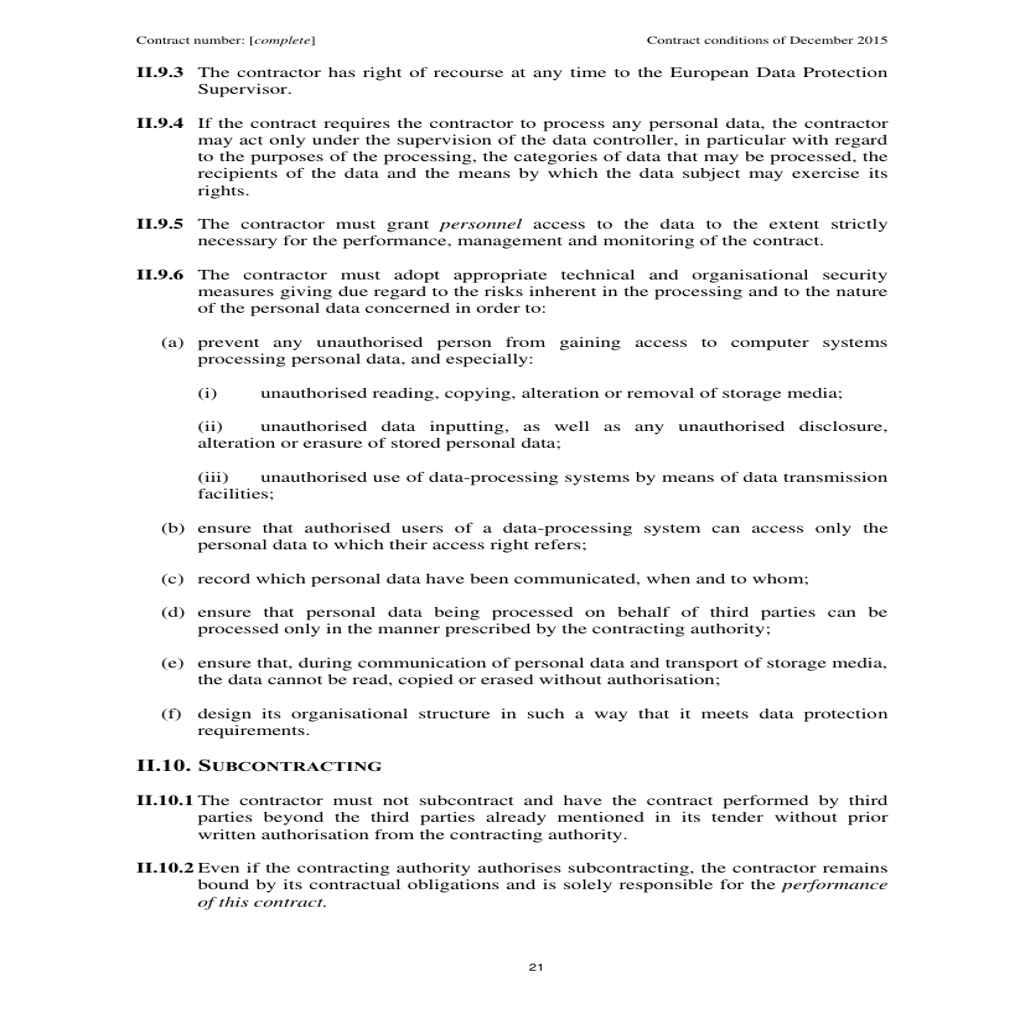 Contract number: [complete] Contract conditions of December 2015
II.9.3 The contractor has right of recourse at any time to the European Data Protection
Supervisor.
II.9.4 If the contract requires the contractor to process any personal data, the contractor
may act only under the supervision of the data controller, in particular with regard
to the purposes of the processing, the categories of data that may be processed, the
recipients of the data and the means by which the data subject may exercise its
rights.
II.9.5 The contractor must grant personnel access to the data to the extent strictly
necessary for the performance, management and monitoring of the contract.
II.9.6 The contractor must adopt appropriate technical and organisational security
measures giving due regard to the risks inherent in the processing and to the nature
of the personal data concerned in order to:
(a) prevent any unauthorised person from gaining access to computer systems
processing personal data, and especially:
(i) unauthorised reading, copying, alteration or removal of storage media;
(ii) unauthorised data inputting, as well as any unauthorised disclosure,
alteration or erasure of stored personal data;
(iii) unauthorised use of data-processing systems by means of data transmission
facilities;
(b) ensure that authorised users of a data-processing system can access only the
personal data to which their access right refers;
(c) record which personal data have been communicated, when and to whom;
(d) ensure that personal data being processed on behalf of third parties can be
processed only in the manner prescribed by the contracting authority;
(e) ensure that, during communication of personal data and transport of storage media,
the data cannot be read, copied or erased without authorisation;
(f) design its organisational structure in such a way that it meets data protection
requirements.
II.10. SUBCONTRACTING
II.10.1 The contractor must not subcontract and have the contract performed by third
parties beyond the third parties already mentioned in its tender without prior
written authorisation from the contracting authority.
II.10.2 Even if the contracting authority authorises subcontracting, the contractor remains
bound by its contractual obligations and is solely responsible for the performance
of this contract.
21